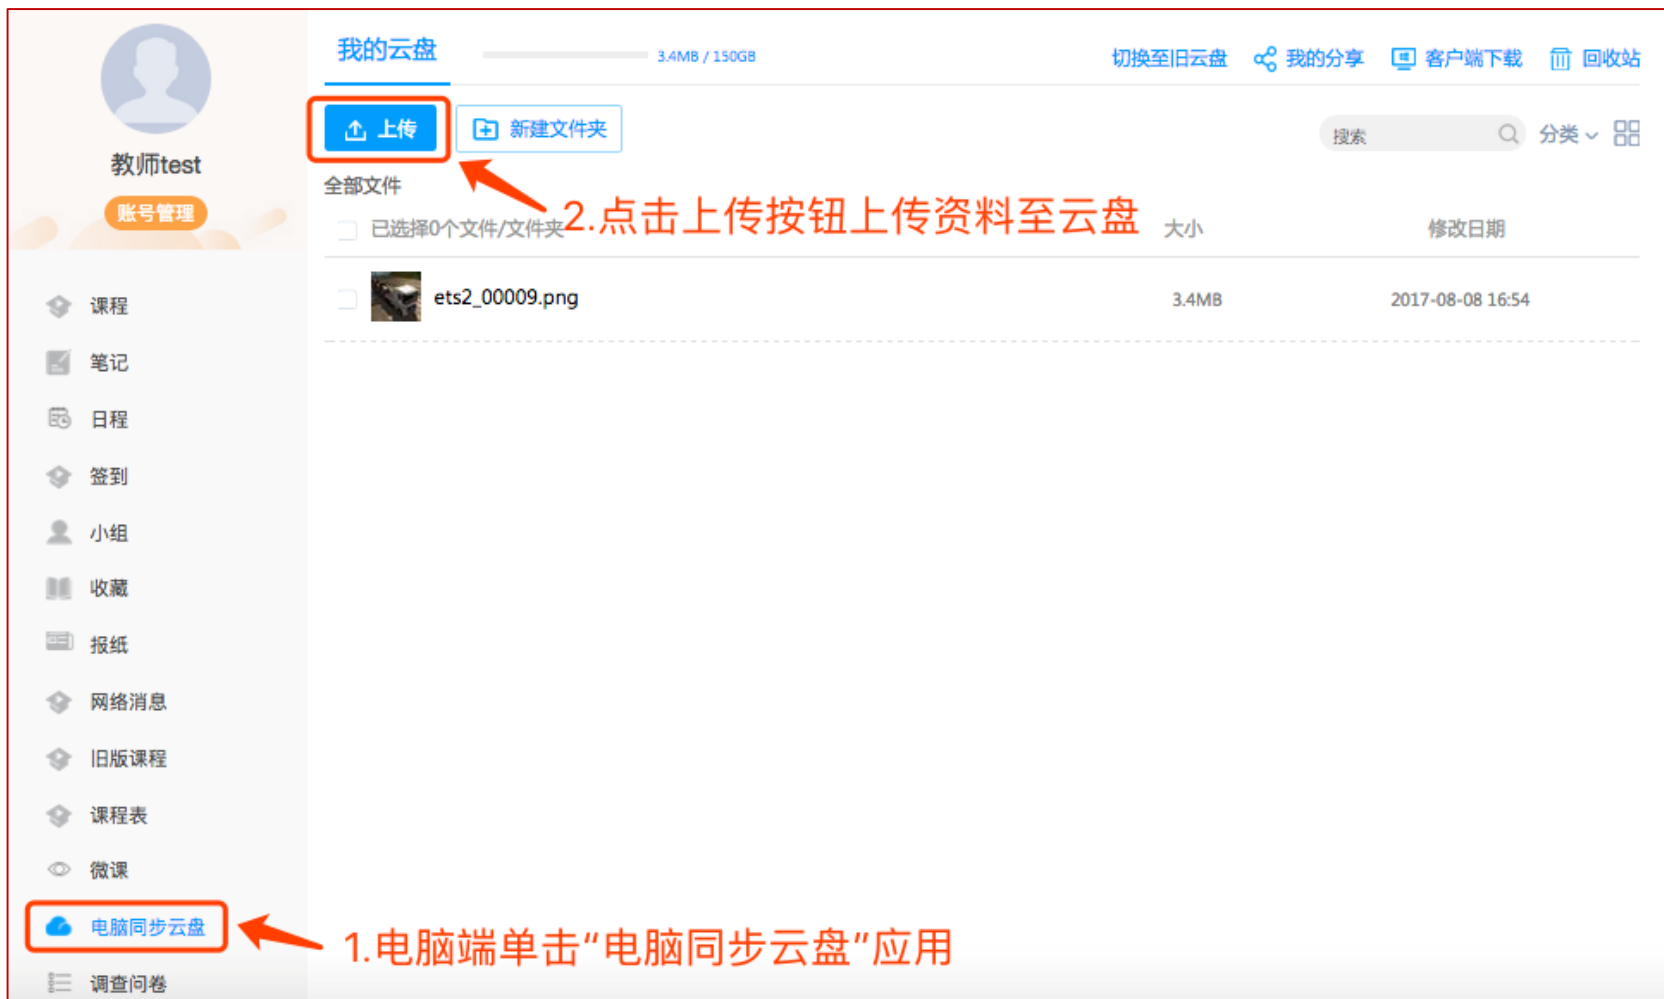 我的云盘
3.4MB / 150GB
切换至旧云盘
我的分享
客户端下载
回收站
上传
新建文件夹
搜索
分类
教师test
账号管理
全部文件
2.点击上传按钮上传资料至云盘
已选择0个文件/文件夹
大小
修改日期
ets2_00009.png
3.4MB
2017-08-08 16:54
课程
笔记
日程
签到
小组
收藏
报纸
网络消息
旧版课程
课程表
微课
电脑同步云盘
1.电脑端单击“电脑同步云盘”应用
调查问卷